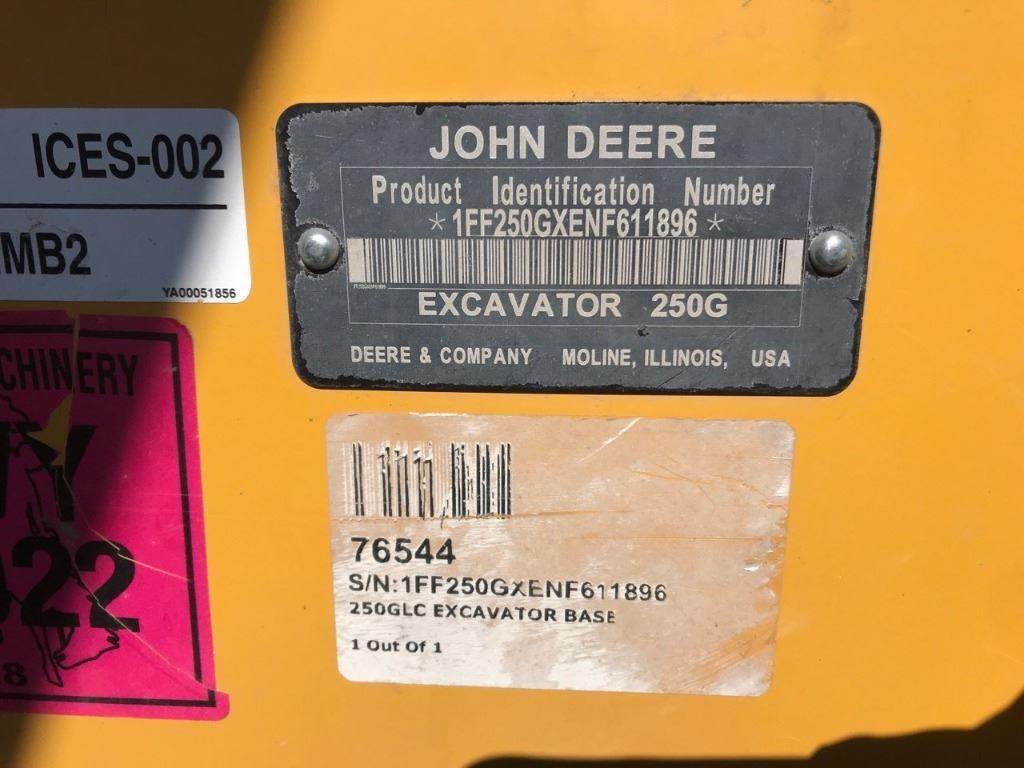 ICES-002
MB2
YA00051856
JOHN DEERE
Product Identification Number
*1FF250GXENF611896*
EXCAVATOR 250G
DEERE & COMPANY MOLINE, ILLINOIS, USA
CHINERY
22
8
76544
S/N:1FF250GXENF611896
250GLC EXCAVATOR BASE
1 Out Of 1